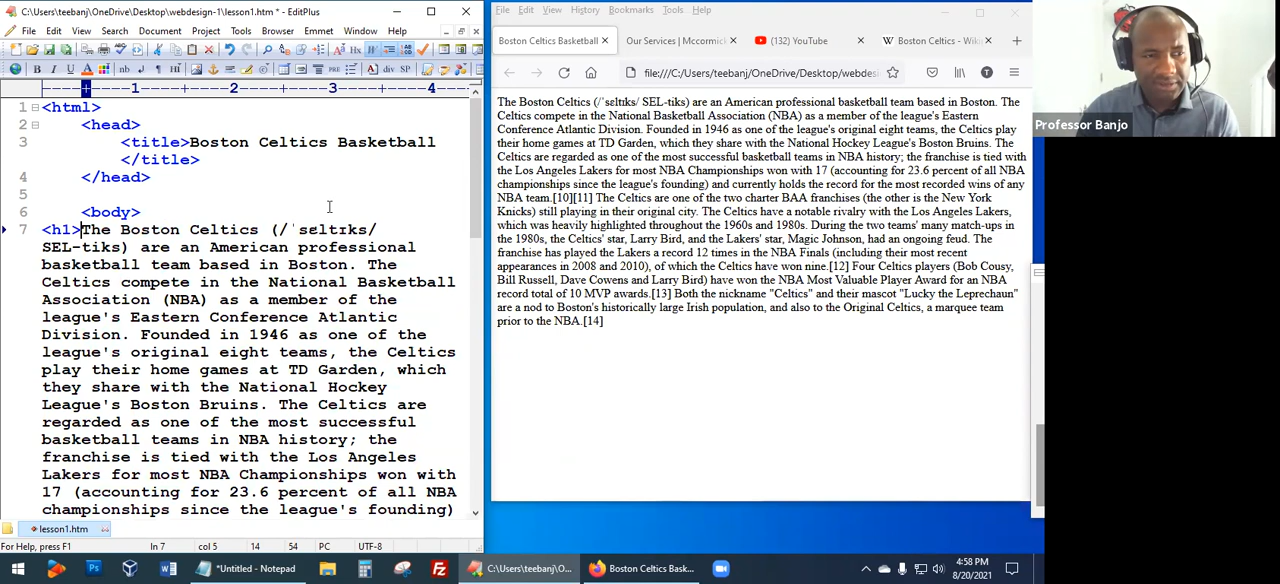 C:\Users\teebanj\OneDrive\Desktop\webdesign-1\lesson1.htm * - EditPlus
File Edit View Search Document Project Tools Browser Emmet Window Help
----+----1----+----2----+----3----+----4
1 <html>
2 <head>
3 <title>Boston Celtics Basketball
</title>
4 </head>
5
6 <body>
7 <h1>The Boston Celtics (/ˈsɛltɪks/
SEL-tiks) are an American professional
basketball team based in Boston. The
Celtics compete in the National Basketball
Association (NBA) as a member of the
league's Eastern Conference Atlantic
Division. Founded in 1946 as one of the
league's original eight teams, the Celtics
play their home games at TD Garden, which
they share with the National Hockey
League's Boston Bruins. The Celtics are
regarded as one of the most successful
basketball teams in NBA history; the
franchise is tied with the Los Angeles
Lakers for most NBA Championships won with
17 (accounting for 23.6 percent of all NBA
championships since the league's founding)
lesson1.htm
For Help, press F1 ln 7 col 5 14 54 PC UTF-8
File Edit View History Bookmarks Tools Help
Boston Celtics Basketball Our Services | Mccormick (132) YouTube W Boston Celtics - Wiki
file:///C:/Users/teebanj/OneDrive/Desktop/webdesi
The Boston Celtics (/ˈsɛltɪks/ SEL-tiks) are an American professional basketball team based in Boston. The
Celtics compete in the National Basketball Association (NBA) as a member of the league's Eastern
Conference Atlantic Division. Founded in 1946 as one of the league's original eight teams, the Celtics play
their home games at TD Garden, which they share with the National Hockey League's Boston Bruins. The
Celtics are regarded as one of the most successful basketball teams in NBA history; the franchise is tied with
the Los Angeles Lakers for most NBA Championships won with 17 (accounting for 23.6 percent of all NBA
championships since the league's founding) and currently holds the record for the most recorded wins of any
NBA team.[10][11] The Celtics are one of the two charter BAA franchises (the other is the New York
Knicks) still playing in their original city. The Celtics have a notable rivalry with the Los Angeles Lakers,
which was heavily highlighted throughout the 1960s and 1980s. During the two teams' many match-ups in
the 1980s, the Celtics' star, Larry Bird, and the Lakers' star, Magic Johnson, had an ongoing feud. The
franchise has played the Lakers a record 12 times in the NBA Finals (including their most recent
appearances in 2008 and 2010), of which the Celtics have won nine.[12] Four Celtics players (Bob Cousy,
Bill Russell, Dave Cowens and Larry Bird) have won the NBA Most Valuable Player Award for an NBA
record total of 10 MVP awards.[13] Both the nickname "Celtics" and their mascot "Lucky the Leprechaun"
are a nod to Boston's historically large Irish population, and also to the Original Celtics, a marquee team
prior to the NBA.[14]
Professor Banjo
*Untitled - Notepad C:\Users\teebanj\O... Boston Celtics Bask... 4:58 PM
8/20/2021